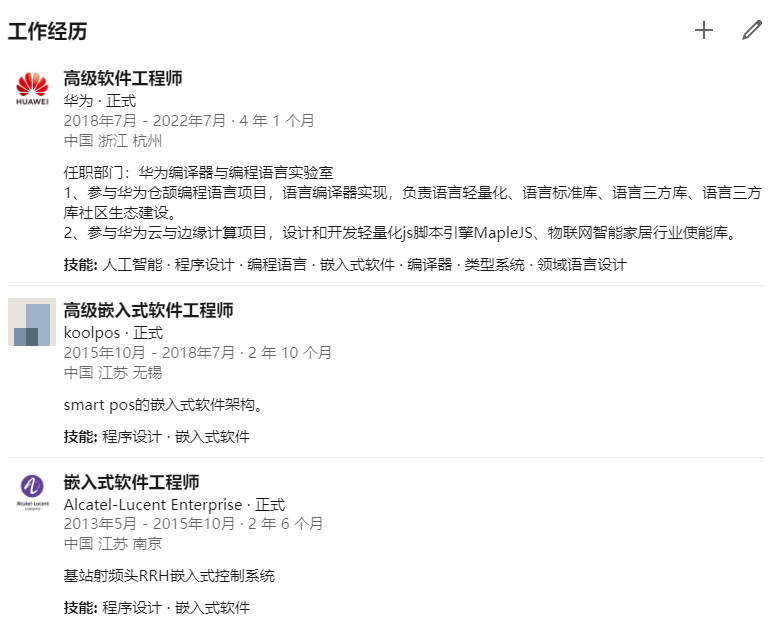 工作经历
高级软件工程师
HUAWEI
华为 · 正式
2018年7月 - 2022年7月 · 4 年 1 个月
中国 浙江 杭州
任职部门：华为编译器与编程语言实验室
1、参与华为仓颉编程语言项目，语言编译器实现，负责语言轻量化、语言标准库、语言三方库、语言三方
库社区生态建设。
2、参与华为云与边缘计算项目，设计和开发轻量化js脚本引擎MapleJS、物联网智能家居行业使能库。
技能: 人工智能 · 程序设计 · 编程语言 · 嵌入式软件 · 编译器 · 类型系统 · 领域语言设计
高级嵌入式软件工程师
koolpos · 正式
2015年10月 - 2018年7月 · 2 年 10 个月
中国 江苏 无锡
smart pos的嵌入式软件架构。
技能: 程序设计 · 嵌入式软件
嵌入式软件工程师
Alcatel·Lucent
Enterprise
Alcatel-Lucent Enterprise · 正式
2013年5月 - 2015年10月 · 2 年 6 个月
中国 江苏 南京
基站射频头RRH嵌入式控制系统
技能: 程序设计 · 嵌入式软件